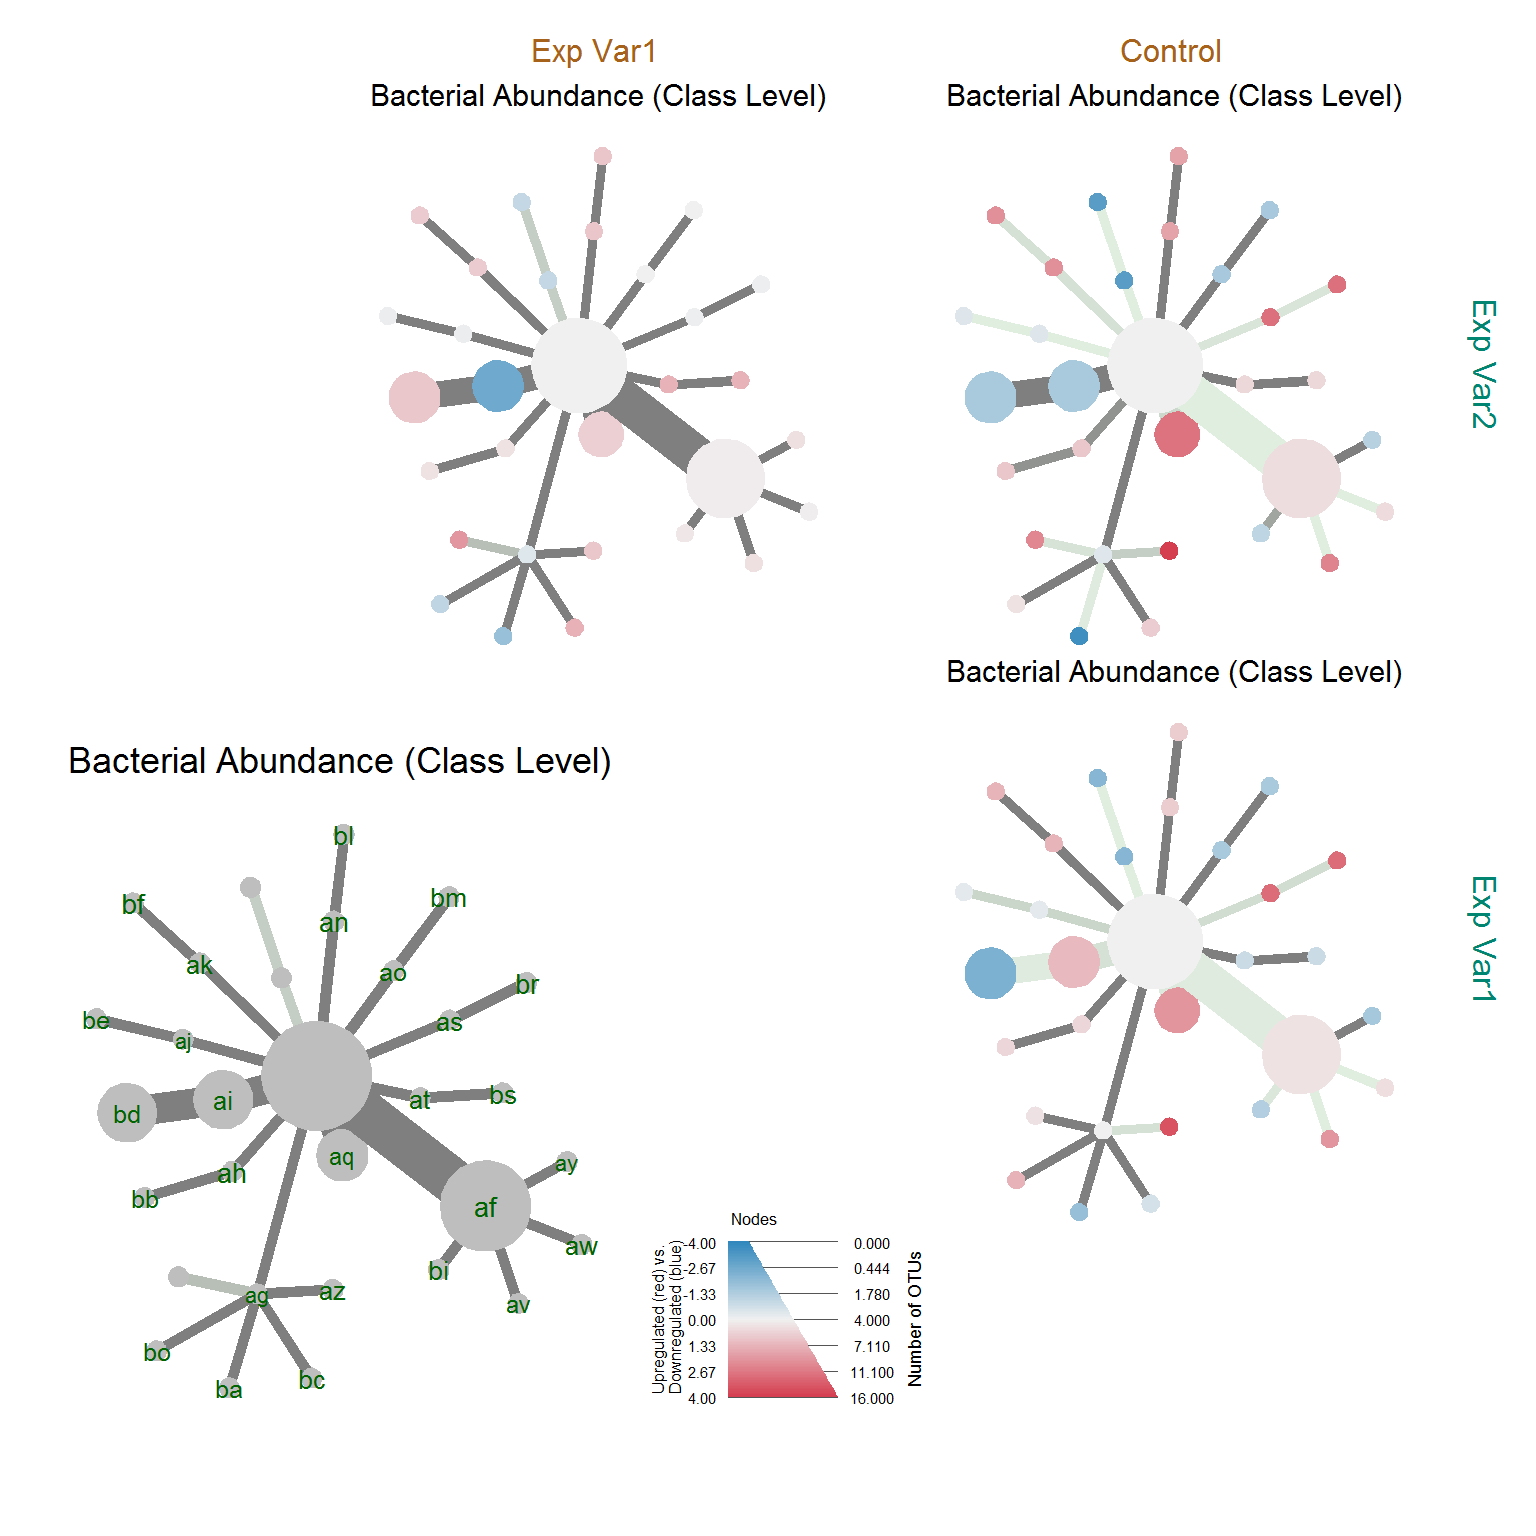 Exp Var1
Control
Bacterial Abundance (Class Level)
Bacterial Abundance (Class Level)
Exp Var2
Bacterial Abundance (Class Level)
Exp Var1
Bacterial Abundance (Class Level)
bl
bf
bm
an
ak
ao
br
be
as
aj
bd
ai
at
bs
aq
ah
ay
bb
af
aw
bi
ag
az
av
bo
ba
bc
Nodes
-4.00
0.000
-2.67
0.444
-1.33
1.780
0.00
4.000
1.33
7.110
2.67
11.100
4.00
16.000
Upregulated (red) vs.
Downregulated (blue)
Number of OTUs